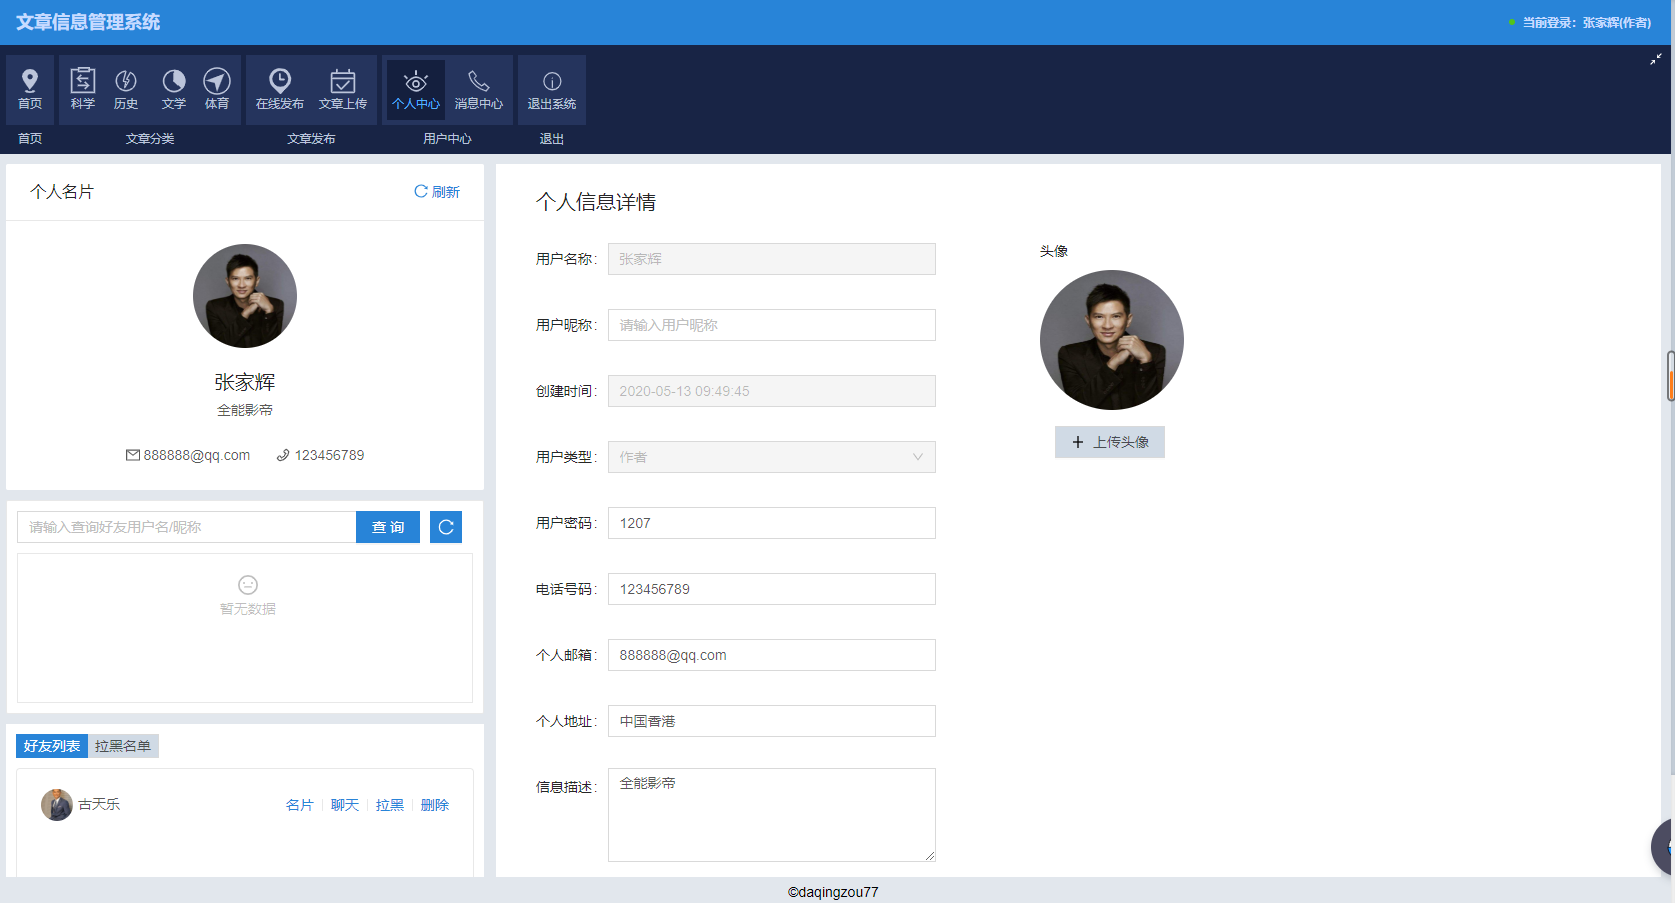 文章信息管理系统
当前登录：张家辉(作者)
首页
科学
历史
文学
体育
在线发布
文章上传
个人中心
消息中心
退出系统
首页
文章分类
文章发布
用户中心
退出
个人名片
刷新
张家辉
全能影帝
888888@qq.com
123456789
请输入查询好友用户名/昵称
查 询
暂无数据
好友列表
拉黑名单
古天乐
名片
聊天
拉黑
删除
个人信息详情
用户名称:
张家辉
用户昵称:
请输入用户昵称
创建时间:
2020-05-13 09:49:45
用户类型:
作者
用户密码:
1207
电话号码:
123456789
个人邮箱:
888888@qq.com
个人地址:
中国香港
信息描述:
全能影帝
头像
上传头像
©daqingzou77